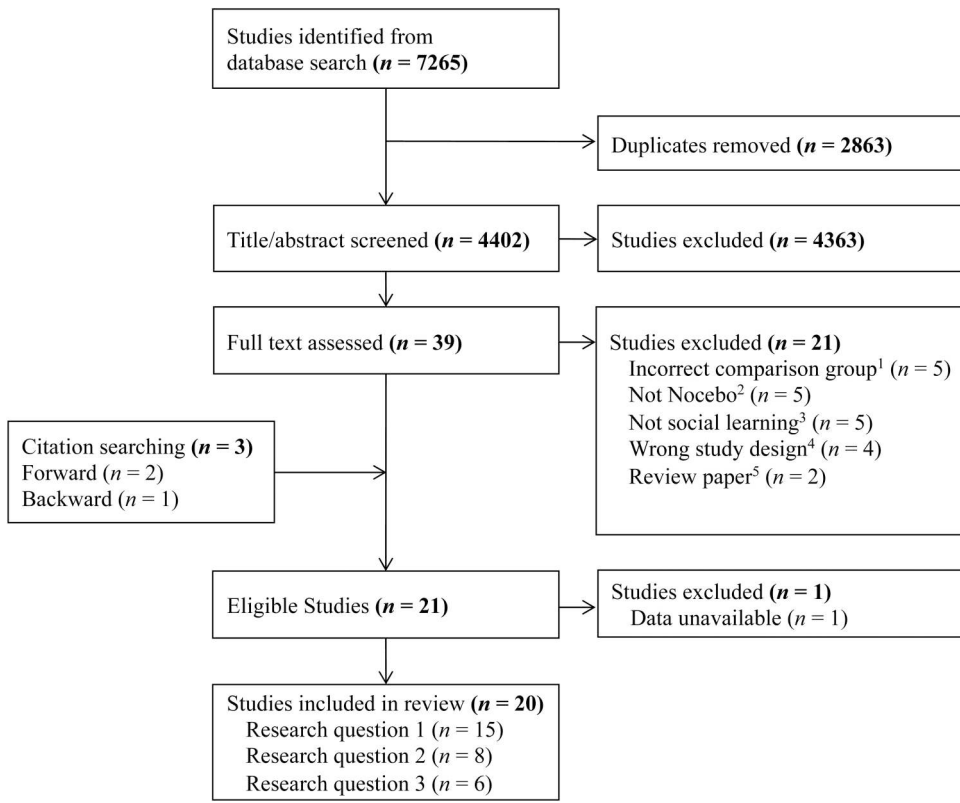 Studies identified from
database search (n = 7265)
Duplicates removed (n = 2863)
Title/abstract screened (n = 4402)
Studies excluded (n = 4363)
Full text assessed (n = 39)
Studies excluded (n = 21)
Incorrect comparison group¹ (n = 5)
Not Nocebo² (n = 5)
Not social learning³ (n = 5)
Wrong study design⁴ (n = 4)
Review paper⁵ (n = 2)
Citation searching (n = 3)
Forward (n = 2)
Backward (n = 1)
Eligible Studies (n = 21)
Studies excluded (n = 1)
Data unavailable (n = 1)
Studies included in review (n = 20)
Research question 1 (n = 15)
Research question 2 (n = 8)
Research question 3 (n = 6)